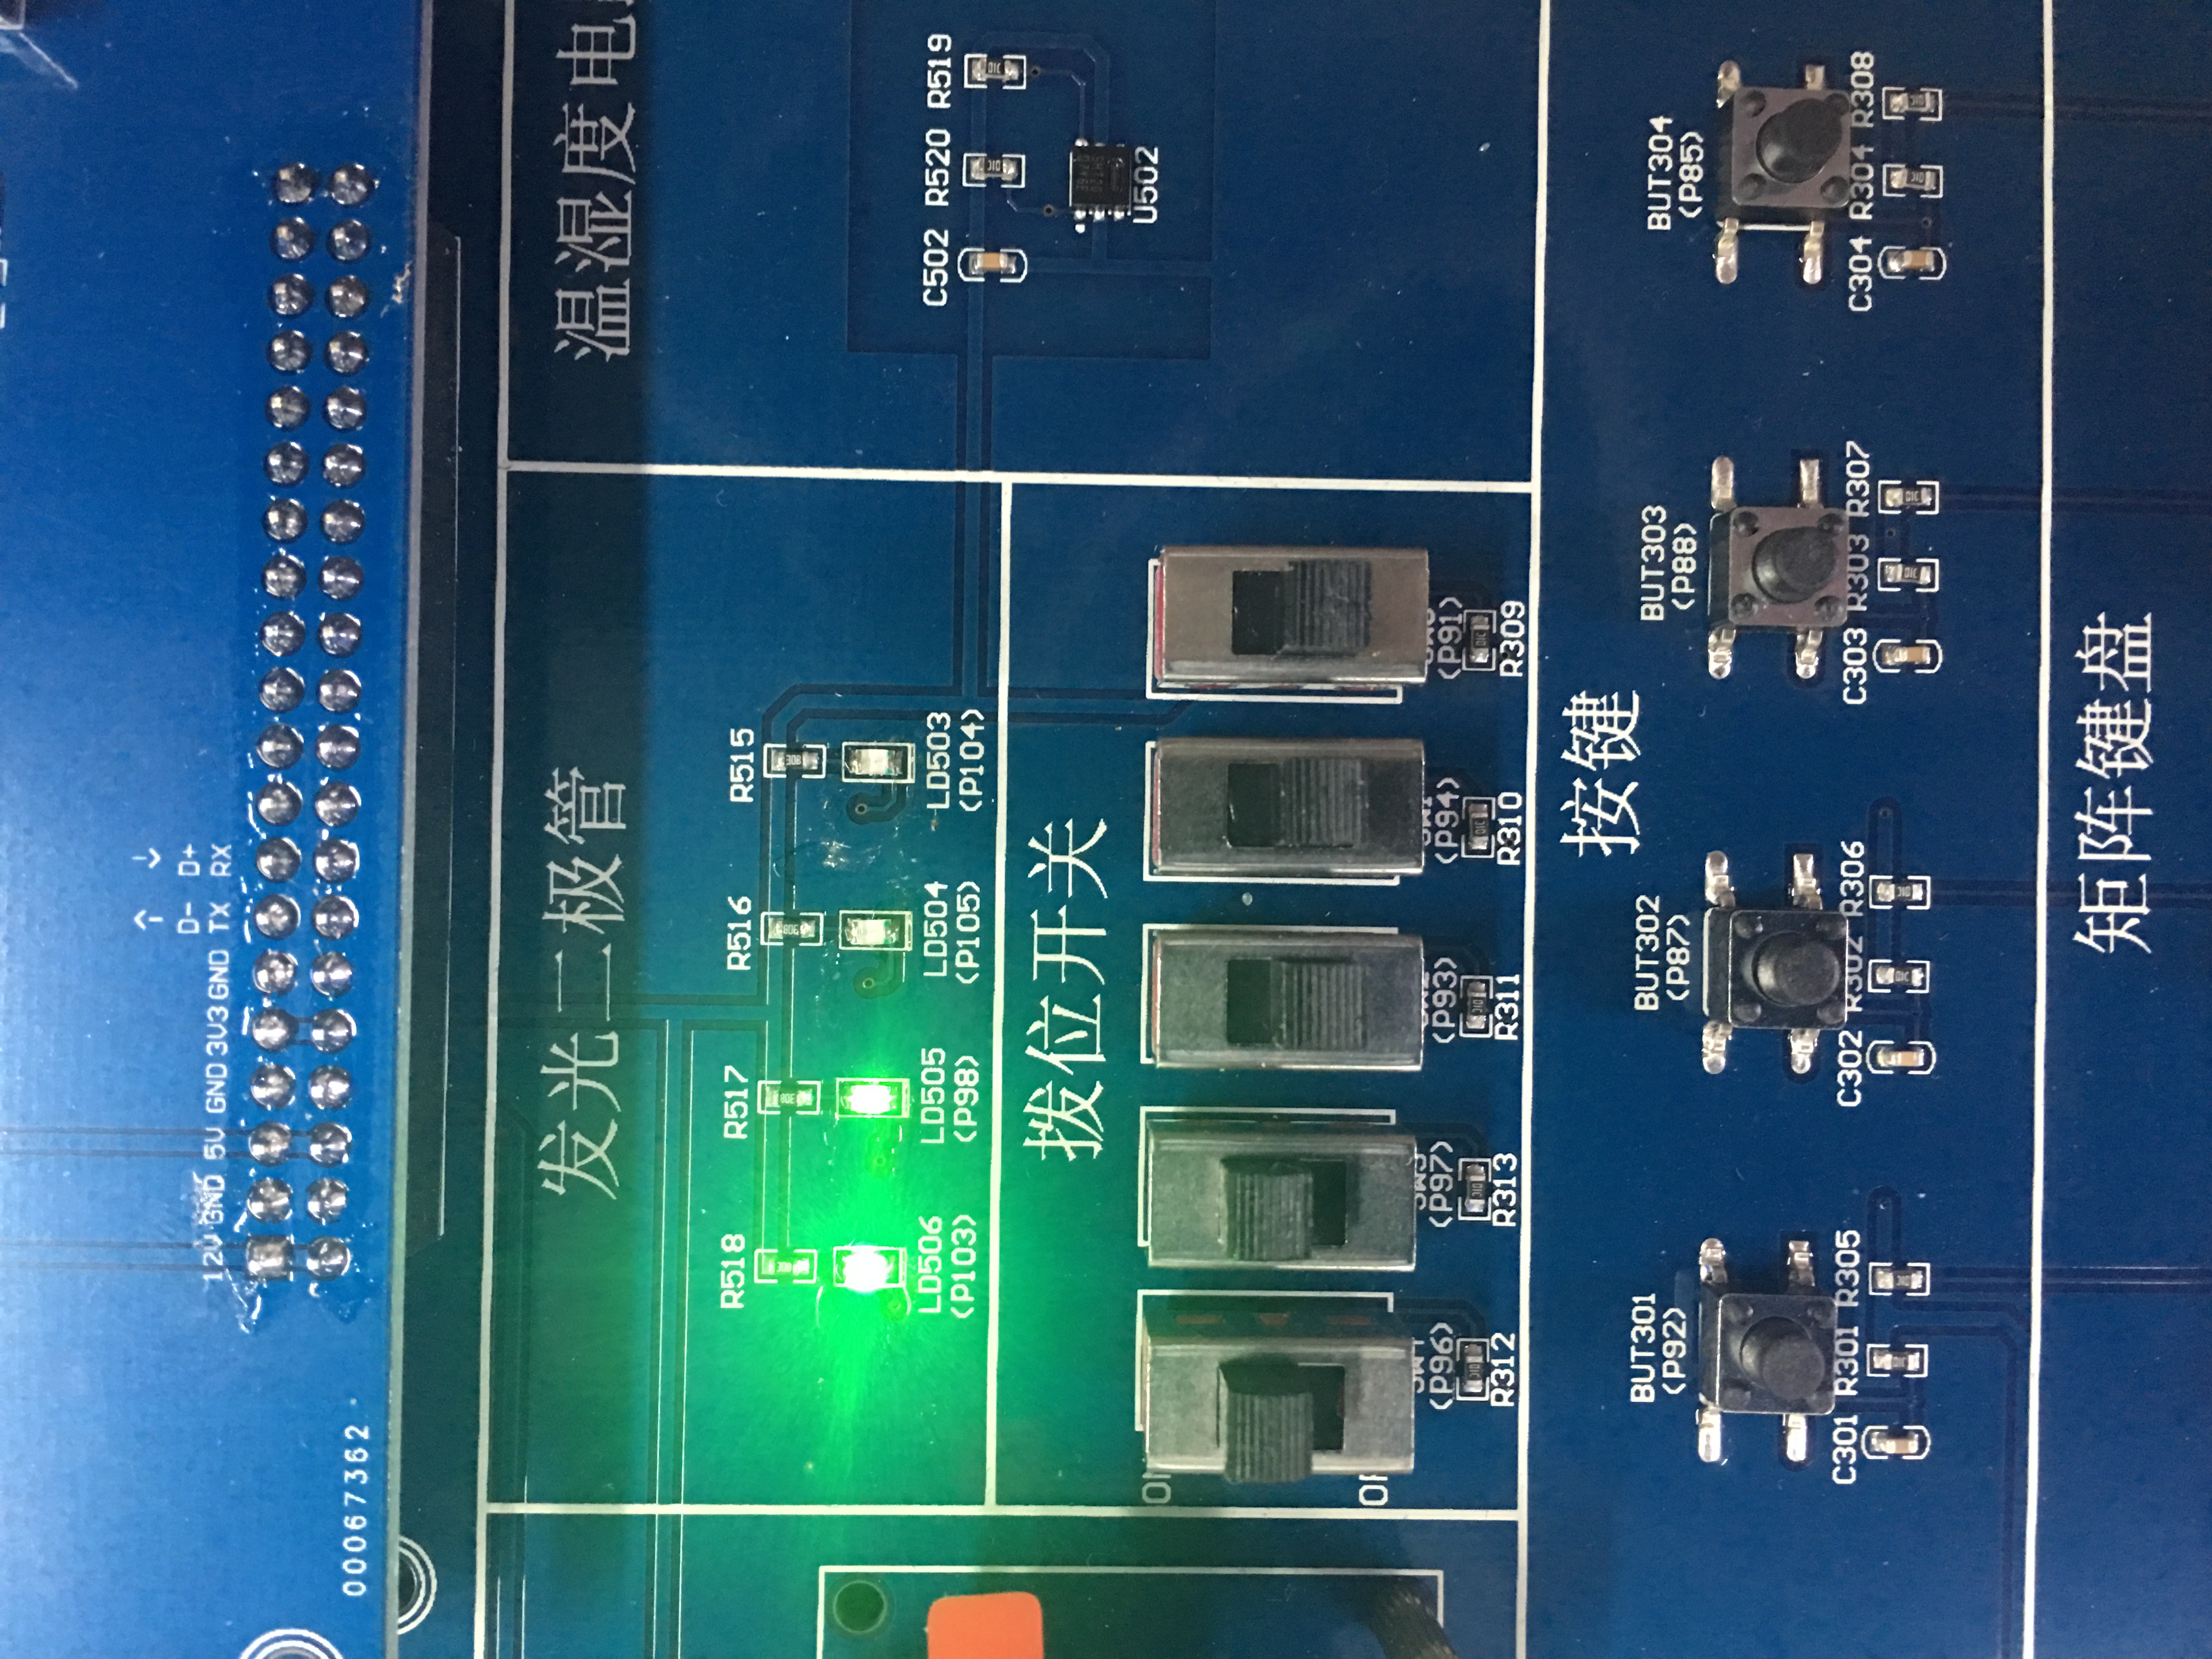 D- D+
12V GND 5V GND 3V3 GND TX RX
00067362
发光二极管
温湿度电
R518 R517 R516 R515
LD506 LD505 LD504 LD503
(P103) (P98) (P105) (P104)
C502 R520 R519
拨位开关
SHT20
U502
(P96) (P97) (P93) (P94) (P91)
R312 R313 R311 R310 R309
按键
BUT301 BUT302 BUT303 BUT304
(P92) (P87) (P88) (P85)
C301 R301 R305 C302 R302 R306 C303 R303 R307 C304 R304 R308
矩阵键盘